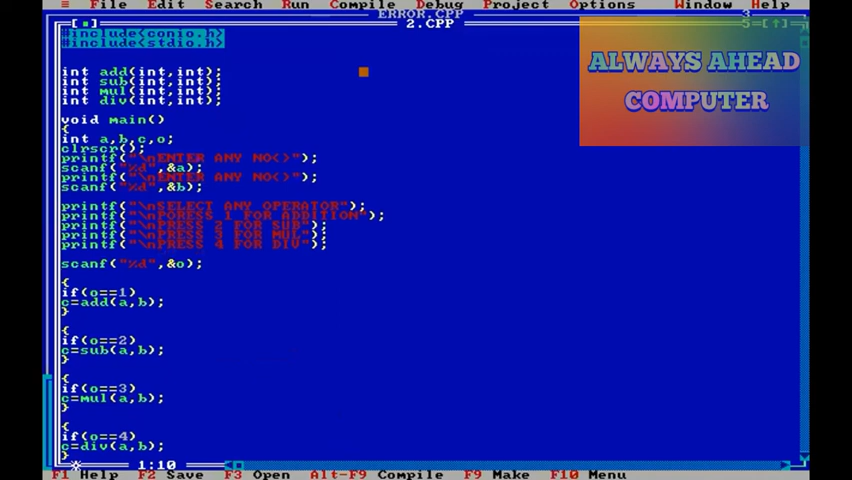 ≡ File Edit Search Run Compile Debug Project Options Window Help
ERROR.CPP 3
[■] 2.CPP 5=[↑]
#include<conio.h>
#include<stdio.h>
ALWAYS AHEAD
COMPUTER
int add(int,int);
int sub(int,int);
int mul(int,int);
int div(int,int);
void main()
{
int a,b,c,o;
clrscr();
printf("\nENTER ANY NO<>");
scanf("%d",&a);
printf("\nENTER ANY NO<>");
scanf("%d",&b);
printf("\nSELECT ANY OPERATOR");
printf("\nPORESS 1 FOR ADDITION");
printf("\nPRESS 2 FOR SUB");
printf("\nPRESS 3 FOR MUL");
printf("\nPRESS 4 FOR DIV");
scanf("%d",&o);
{
if(o==1)
c=add(a,b);
}
{
if(o==2)
c=sub(a,b);
}
{
if(o==3)
c=mul(a,b);
}
{
if(o==4)
c=div(a,b);
}
1:10
F1 Help F2 Save F3 Open Alt-F9 Compile F9 Make F10 Menu